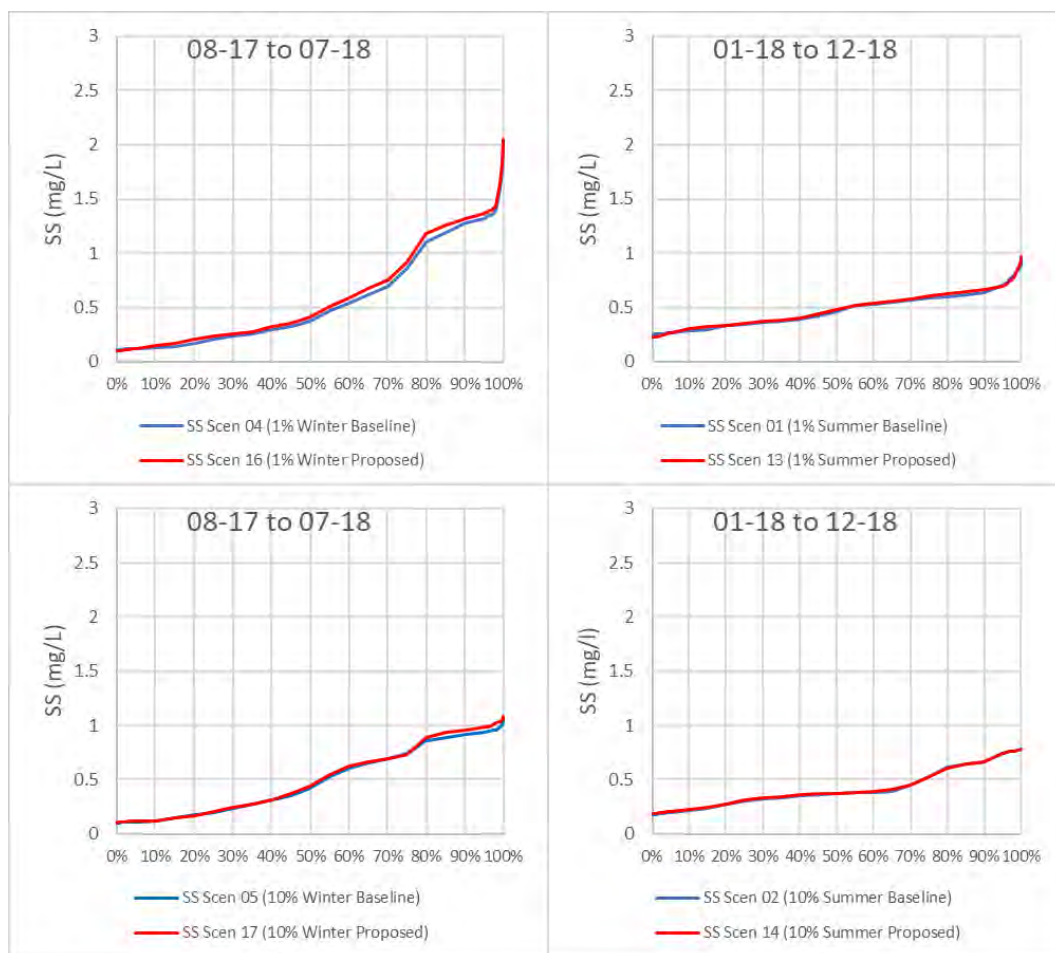 08-17 to 07-18
3
2.5
2
1.5
1
0.5
0
SS (mg/L)
0% 10% 20% 30% 40% 50% 60% 70% 80% 90% 100%
SS Scen 04 (1% Winter Baseline)
SS Scen 16 (1% Winter Proposed)
01-18 to 12-18
3
2.5
2
1.5
1
0.5
0
SS (mg/L)
0% 10% 20% 30% 40% 50% 60% 70% 80% 90% 100%
SS Scen 01 (1% Summer Baseline)
SS Scen 13 (1% Summer Proposed)
08-17 to 07-18
3
2.5
2
1.5
1
0.5
0
SS (mg/L)
0% 10% 20% 30% 40% 50% 60% 70% 80% 90% 100%
SS Scen 05 (10% Winter Baseline)
SS Scen 17 (10% Winter Proposed)
01-18 to 12-18
3
2.5
2
1.5
1
0.5
0
SS (mg/l)
0% 10% 20% 30% 40% 50% 60% 70% 80% 90% 100%
SS Scen 02 (10% Summer Baseline)
SS Scen 14 (10% Summer Proposed)